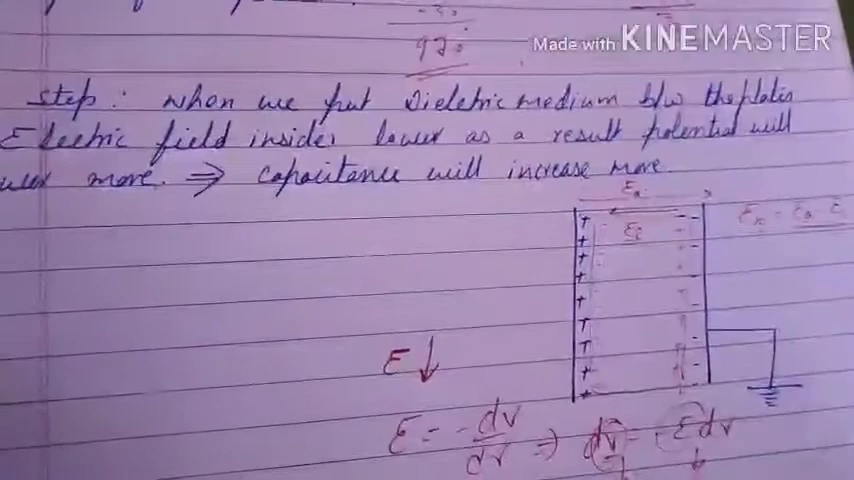 Made with KINEMASTER
step : when we put Dieletric medium b/w the plates
Electric field inside lower as a result potential will
more. ⇒ capacitance will increase more.
E ↓
E = -dv/dr ⇒ dv = -E dr